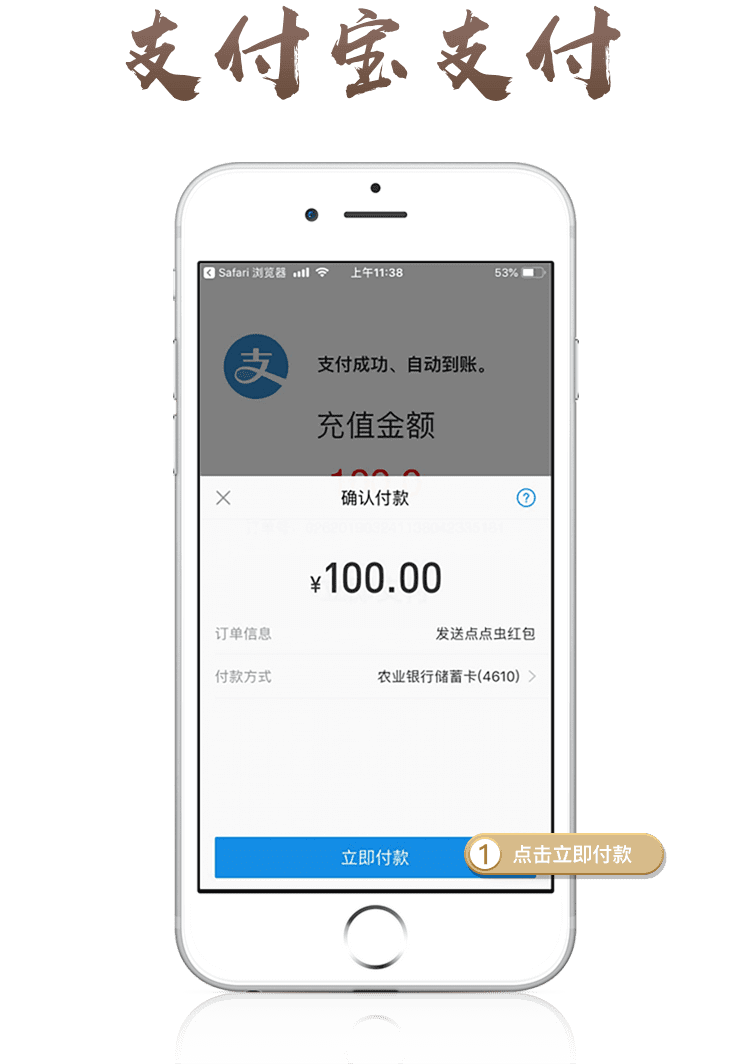 支付宝支付
Safari 浏览器 上午11:38 53%
支 支付成功、自动到账。
充值金额
确认付款
¥100.00
订单信息 发送点点虫红包
付款方式 农业银行储蓄卡(4610)
立即付款
1 点击立即付款